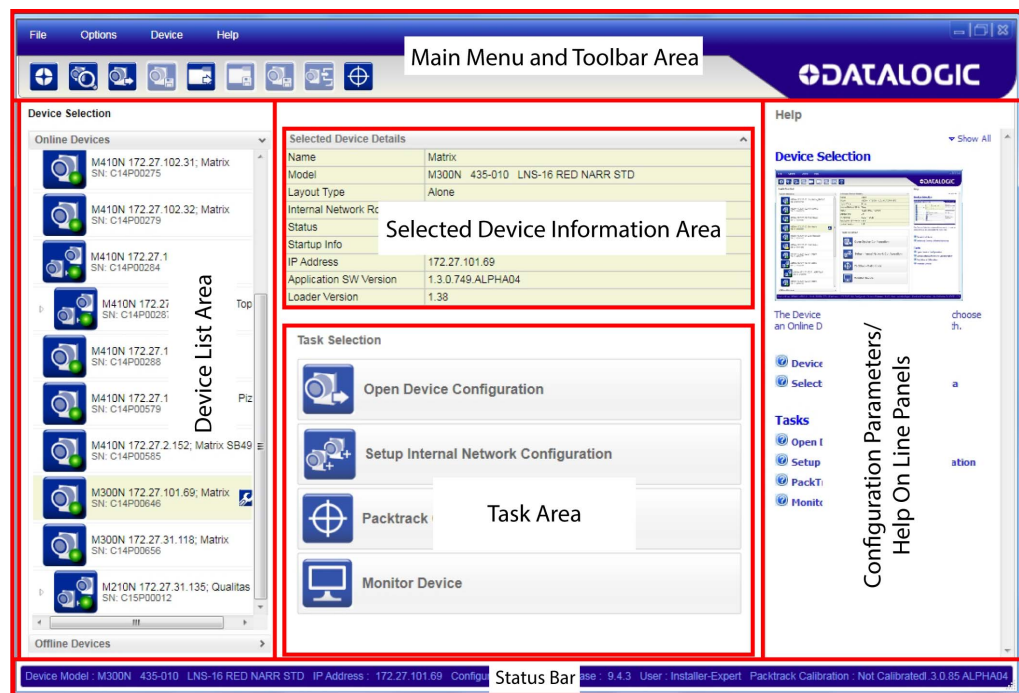 File Options Device Help
Main Menu and Toolbar Area
DATALOGIC
Device Selection
Online Devices
M410N 172.27.102.31; Matrix
SN: C14P00275
M410N 172.27.102.32; Matrix
SN: C14P00279
M410N 172.27.1
SN: C14P00284
M410N 172.27 Top
SN: C14P0028
M410N 172.27.1
SN: C14P00288
M410N 172.27.1 Piz
SN: C14P00579
M410N 172.27.2.152; Matrix SB49
SN: C14P00585
M300N 172.27.101.69; Matrix
SN: C14P00646
M300N 172.27.31.118; Matrix
SN: C14P00656
M210N 172.27.31.135; Qualitas
SN: C15P00012
Offline Devices
Device List Area
Selected Device Details
Name Matrix
Model M300N 435-010 LNS-16 RED NARR STD
Layout Type Alone
Internal Network Ro
Status
Startup Info
IP Address 172.27.101.69
Application SW Version 1.3.0.749.ALPHA04
Loader Version 1.38
Selected Device Information Area
Task Selection
Open Device Configuration
Setup Internal Network Configuration
Packtrack
Monitor Device
Task Area
Help
Show All
Device Selection
The Device choose
an Online D th.
Device
Select a
Tasks
Open
Setup ation
PackT
Monito
Configuration Parameters/
Help On Line Panels
Device Model : M300N 435-010 LNS-16 RED NARR STD IP Address : 172.27.101.69 Configu ase : 9.4.3 User : Installer-Expert Packtrack Calibration : Not Calibrated!.3.0.85 ALPHA04
Status Bar